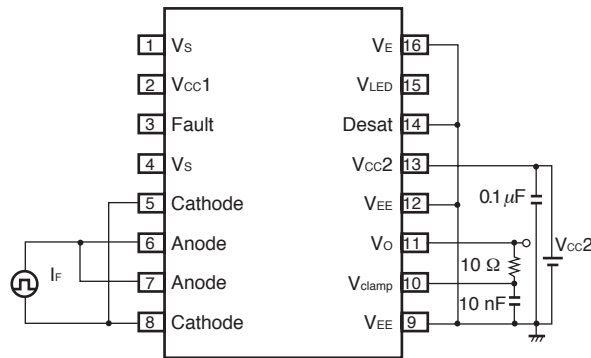 1 VS VE 16
2 VCC1 VLED 15
3 Fault Desat 14
4 VS VCC2 13
5 Cathode VEE 12
6 Anode VO 11
7 Anode Vclamp 10
8 Cathode VEE 9
IF
0.1 μF
VCC2
10 Ω
10 nF